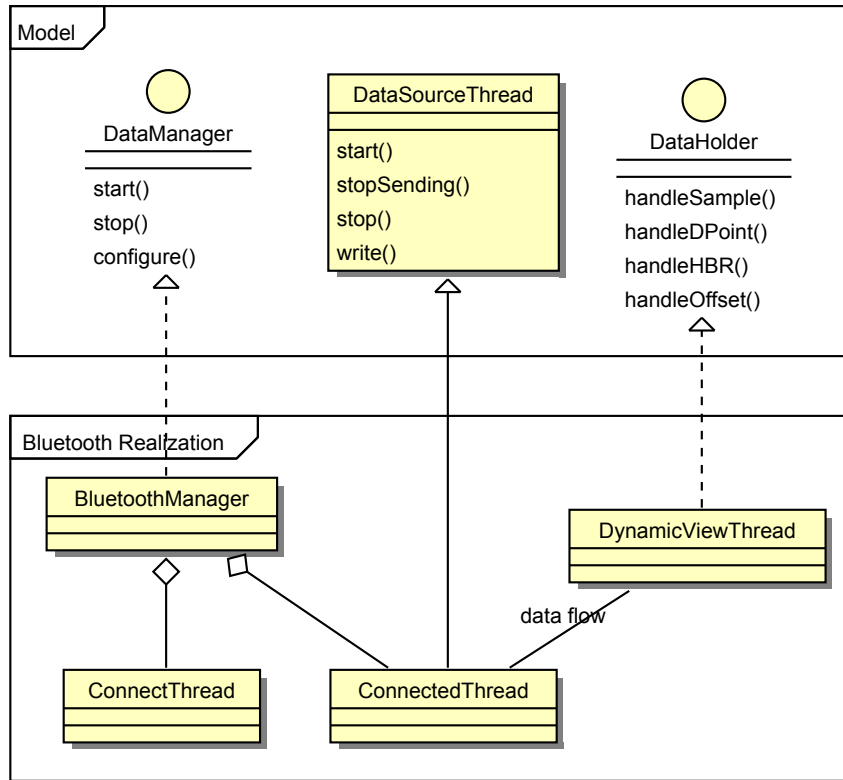 Model
DataManager
start()
stop()
configure()
DataSourceThread
start()
stopSending()
stop()
write()
DataHolder
handleSample()
handleDPoint()
handleHBR()
handleOffset()
Bluetooth Realization
BluetoothManager
DynamicViewThread
data flow
ConnectThread
ConnectedThread